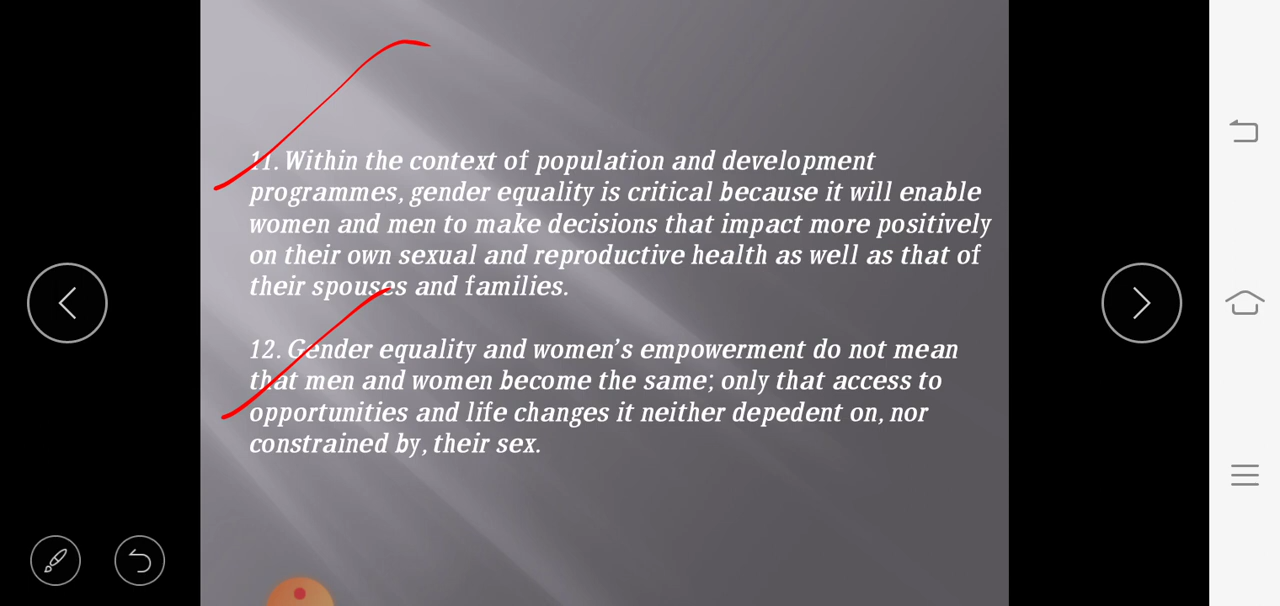 11. Within the context of population and development
programmes, gender equality is critical because it will enable
women and men to make decisions that impact more positively
on their own sexual and reproductive health as well as that of
their spouses and families.
12. Gender equality and women’s empowerment do not mean
that men and women become the same; only that access to
opportunities and life changes it neither depedent on, nor
constrained by, their sex.